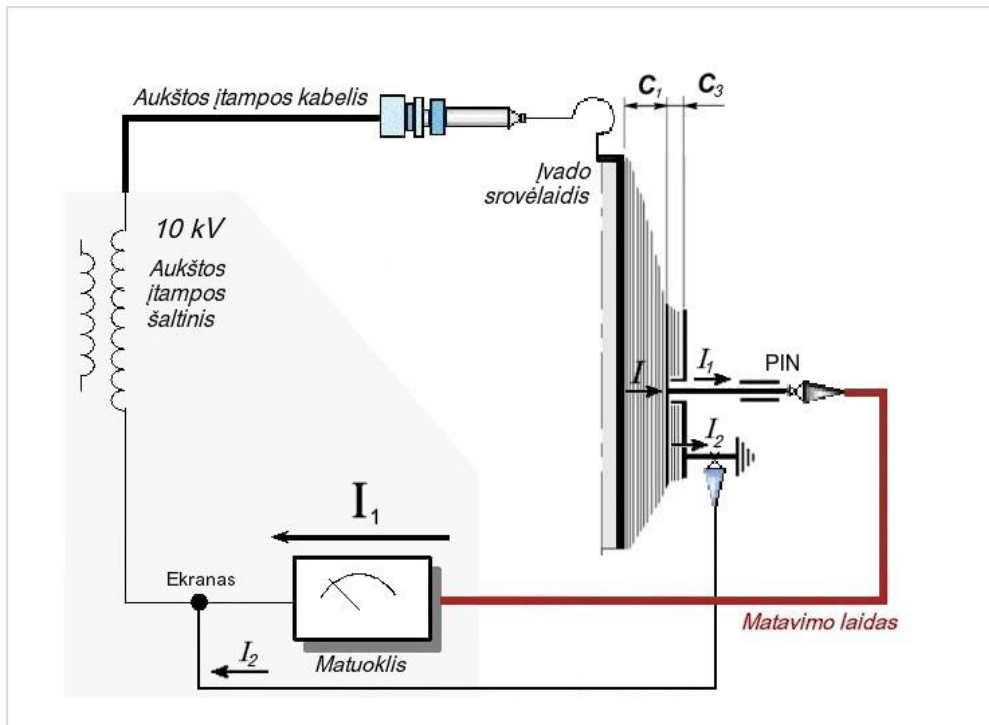 Aukštos įtampos kabelis
C₁
C₃
Įvado
srovėlaidis
10 kV
Aukštos
įtampos
šaltinis
I
I₁
PIN
I₂
I₁
Ekranas
Matuoklis
I₂
Matavimo laidas